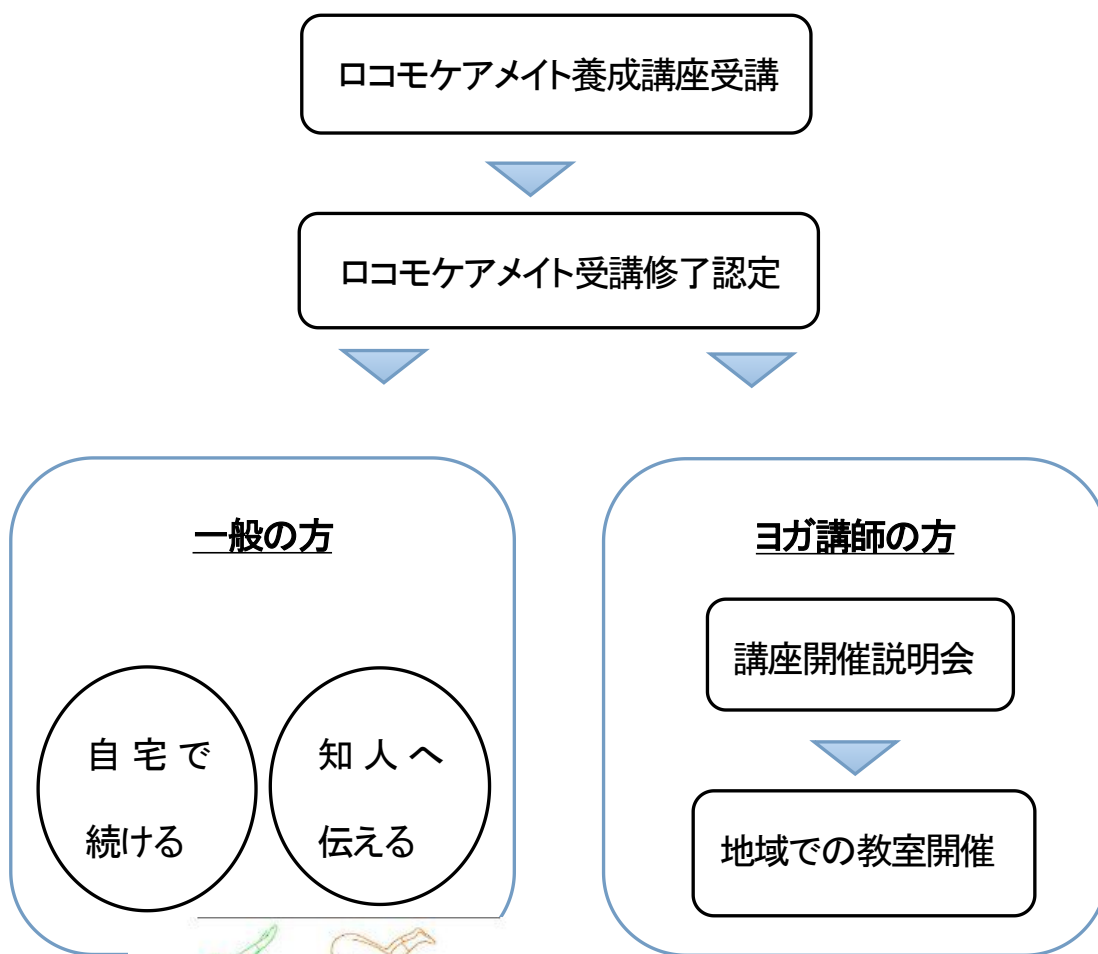 ロコモケアメイト養成講座受講
ロコモケアメイト受講修了認定
一般の方
自宅で
続ける
知人へ
伝える
ヨガ講師の方
講座開催説明会
地域での教室開催